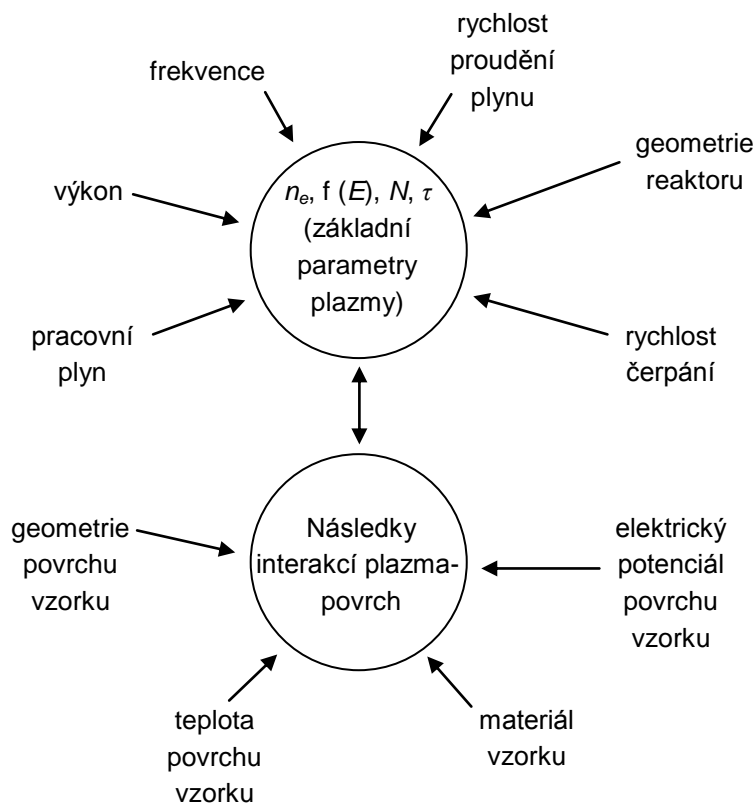 frekvence
rychlost
proudění
plynu
geometrie
reaktoru
výkon
n_e, f (E), N, τ
(základní
parametry
plazmy)
pracovní
plyn
rychlost
čerpání
geometrie
povrchu
vzorku
Následky
interakcí plazma-
povrch
elektrický
potenciál
povrchu
vzorku
teplota
povrchu
vzorku
materiál
vzorku